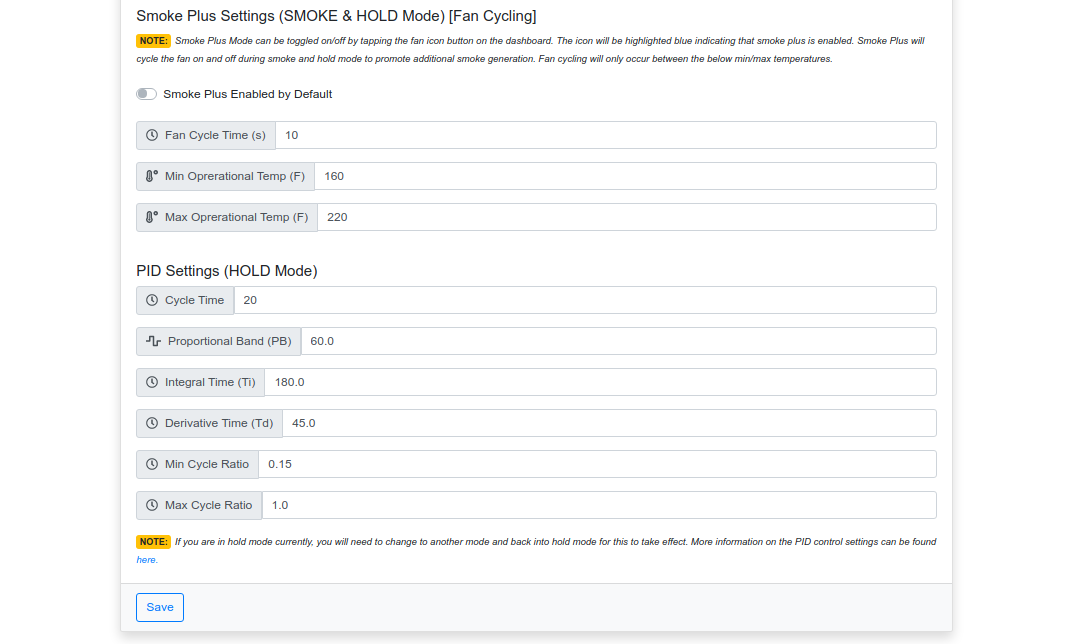 Smoke Plus Settings (SMOKE & HOLD Mode) [Fan Cycling]
NOTE: Smoke Plus Mode can be toggled on/off by tapping the fan icon button on the dashboard. The icon will be highlighted blue indicating that smoke plus is enabled. Smoke Plus will
cycle the fan on and off during smoke and hold mode to promote additional smoke generation. Fan cycling will only occur between the below min/max temperatures.
Smoke Plus Enabled by Default
Fan Cycle Time (s) 10
Min Oprerational Temp (F) 160
Max Oprerational Temp (F) 220
PID Settings (HOLD Mode)
Cycle Time 20
Proportional Band (PB) 60.0
Integral Time (Ti) 180.0
Derivative Time (Td) 45.0
Min Cycle Ratio 0.15
Max Cycle Ratio 1.0
NOTE: If you are in hold mode currently, you will need to change to another mode and back into hold mode for this to take effect. More information on the PID control settings can be found
here.
Save